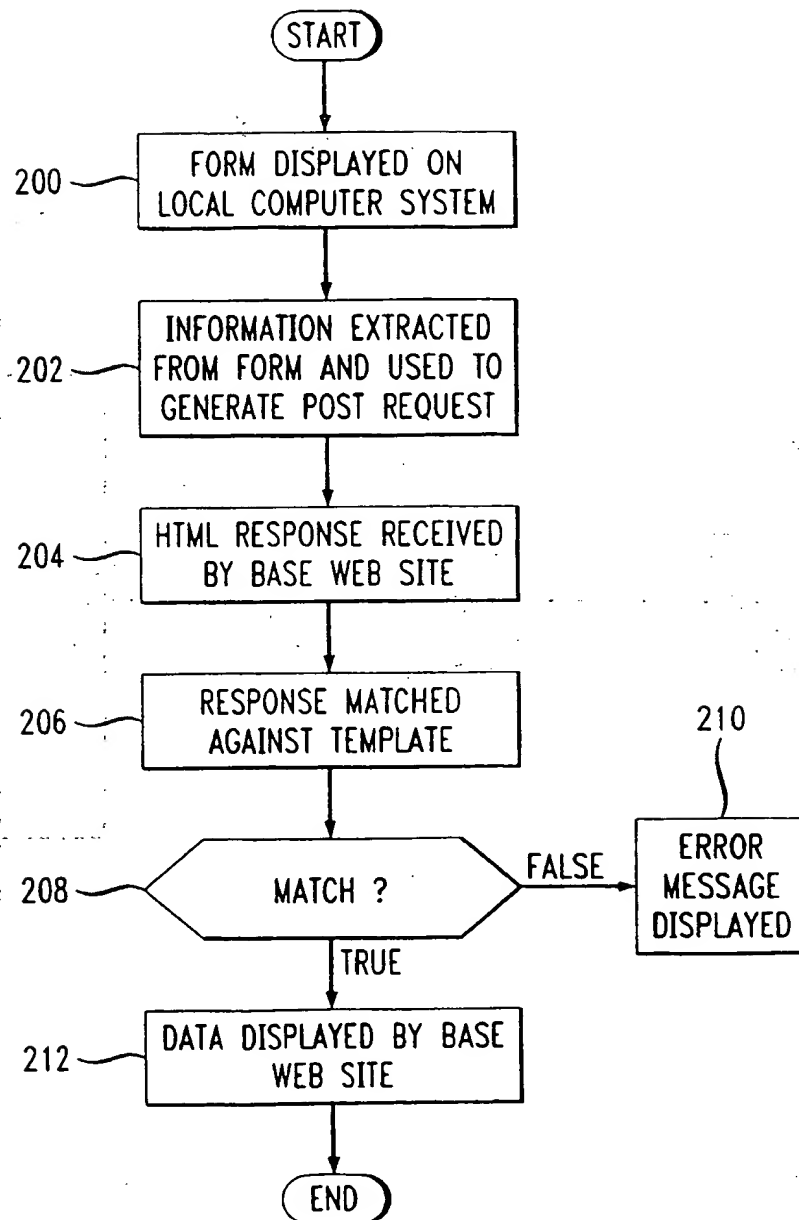 START
200
FORM DISPLAYED ON
LOCAL COMPUTER SYSTEM
202
INFORMATION EXTRACTED
FROM FORM AND USED TO
GENERATE POST REQUEST
204
HTML RESPONSE RECEIVED
BY BASE WEB SITE
206
RESPONSE MATCHED
AGAINST TEMPLATE
208
MATCH ?
FALSE
210
ERROR
MESSAGE
DISPLAYED
TRUE
212
DATA DISPLAYED BY BASE
WEB SITE
END